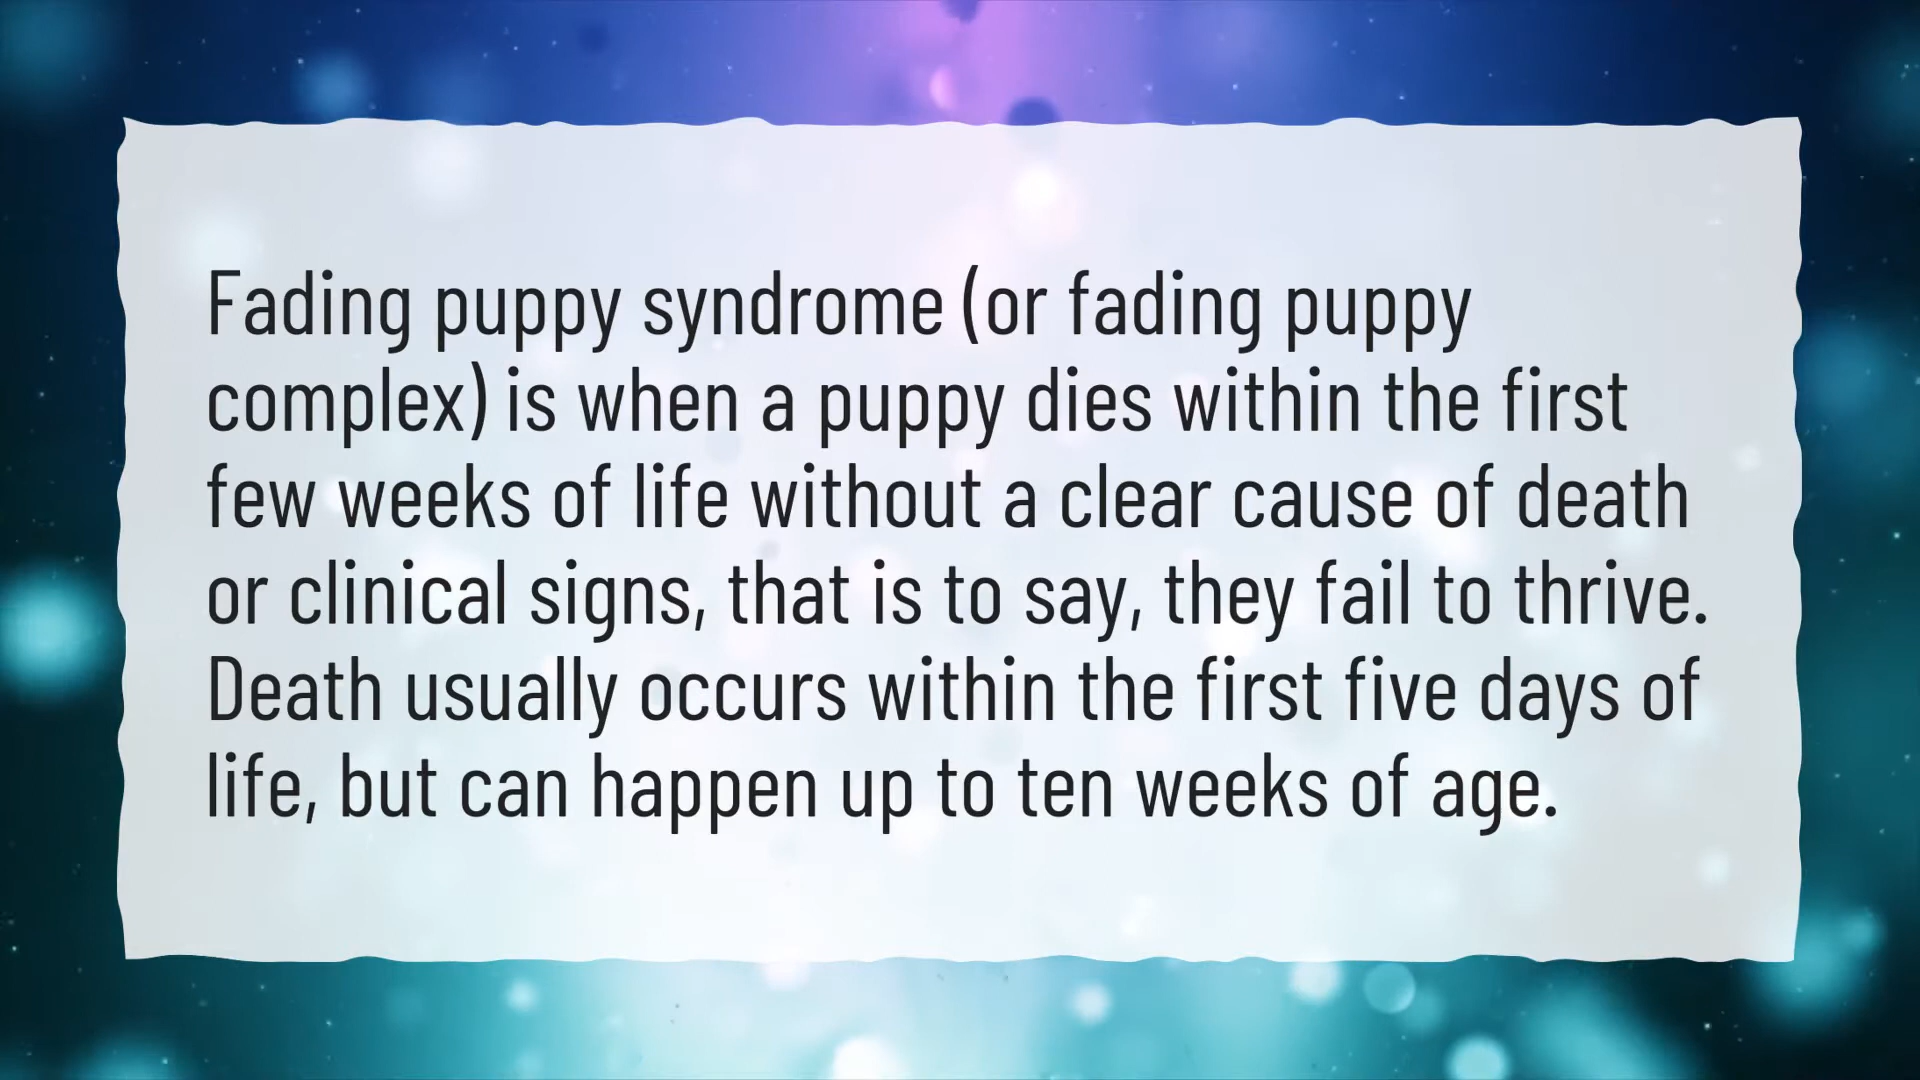 Fading puppy syndrome (or fading puppy
complex) is when a puppy dies within the first
few weeks of life without a clear cause of death
or clinical signs, that is to say, they fail to thrive.
Death usually occurs within the first five days of
life, but can happen up to ten weeks of age.